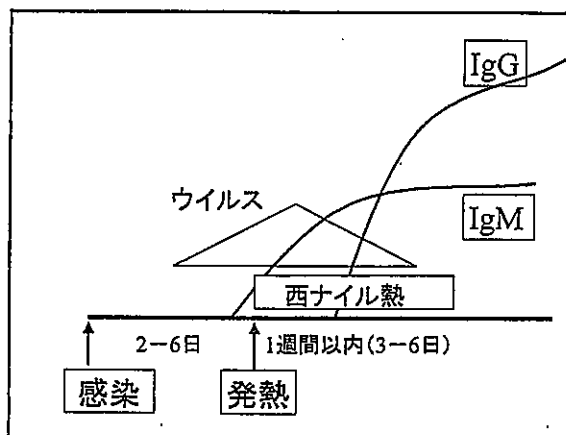 IgG
ウイルス
IgM
西ナイル熱
2－6日
1週間以内(3－6日)
感染
発熱